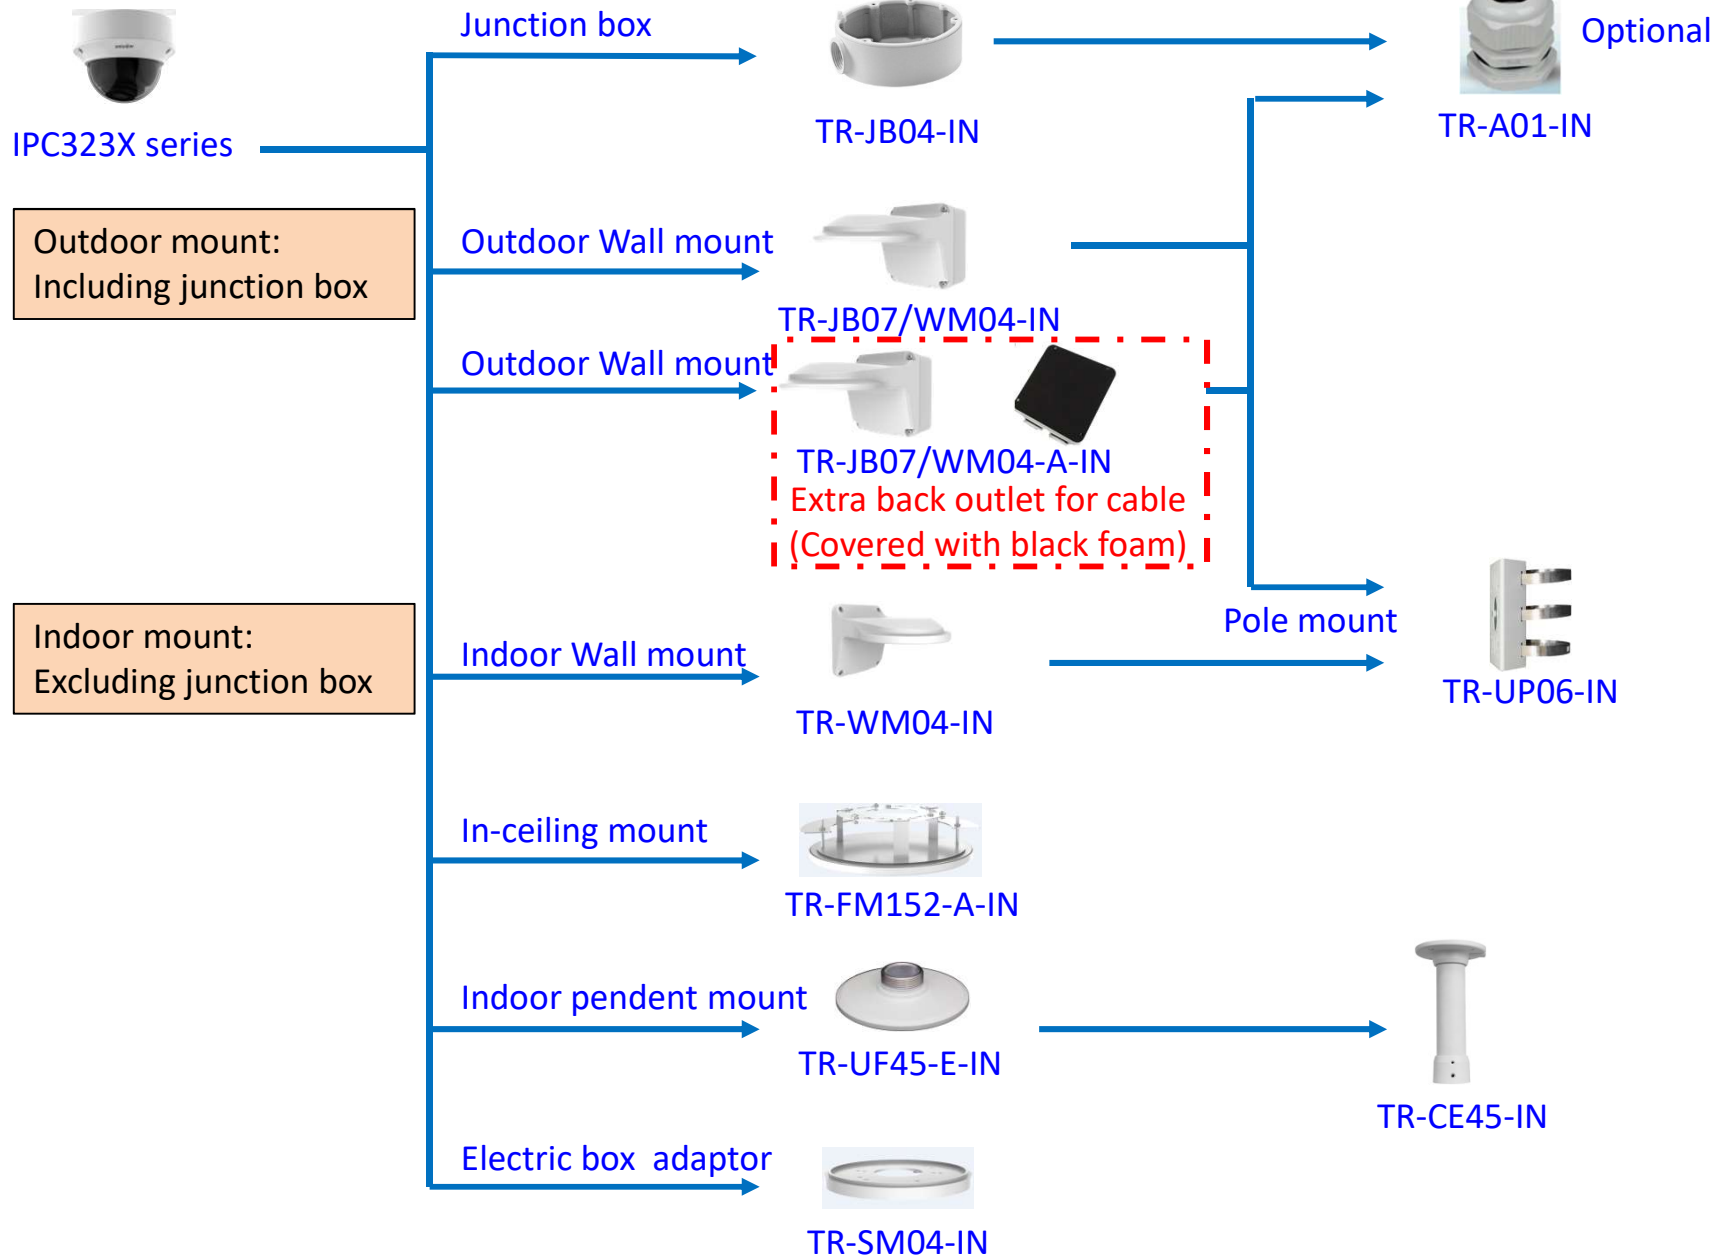 Junction box
Optional
TR-JB04-IN
TR-A01-IN
IPC323X series
Outdoor mount:
Including junction box
Outdoor Wall mount
TR-JB07/WM04-IN
Outdoor Wall mount
TR-JB07/WM04-A-IN
Extra back outlet for cable
(Covered with black foam)
Pole mount
TR-UP06-IN
Indoor mount:
Excluding junction box
Indoor Wall mount
TR-WM04-IN
In-ceiling mount
TR-FM152-A-IN
Indoor pendent mount
TR-UF45-E-IN
TR-CE45-IN
Electric box  adaptor
TR-SM04-IN